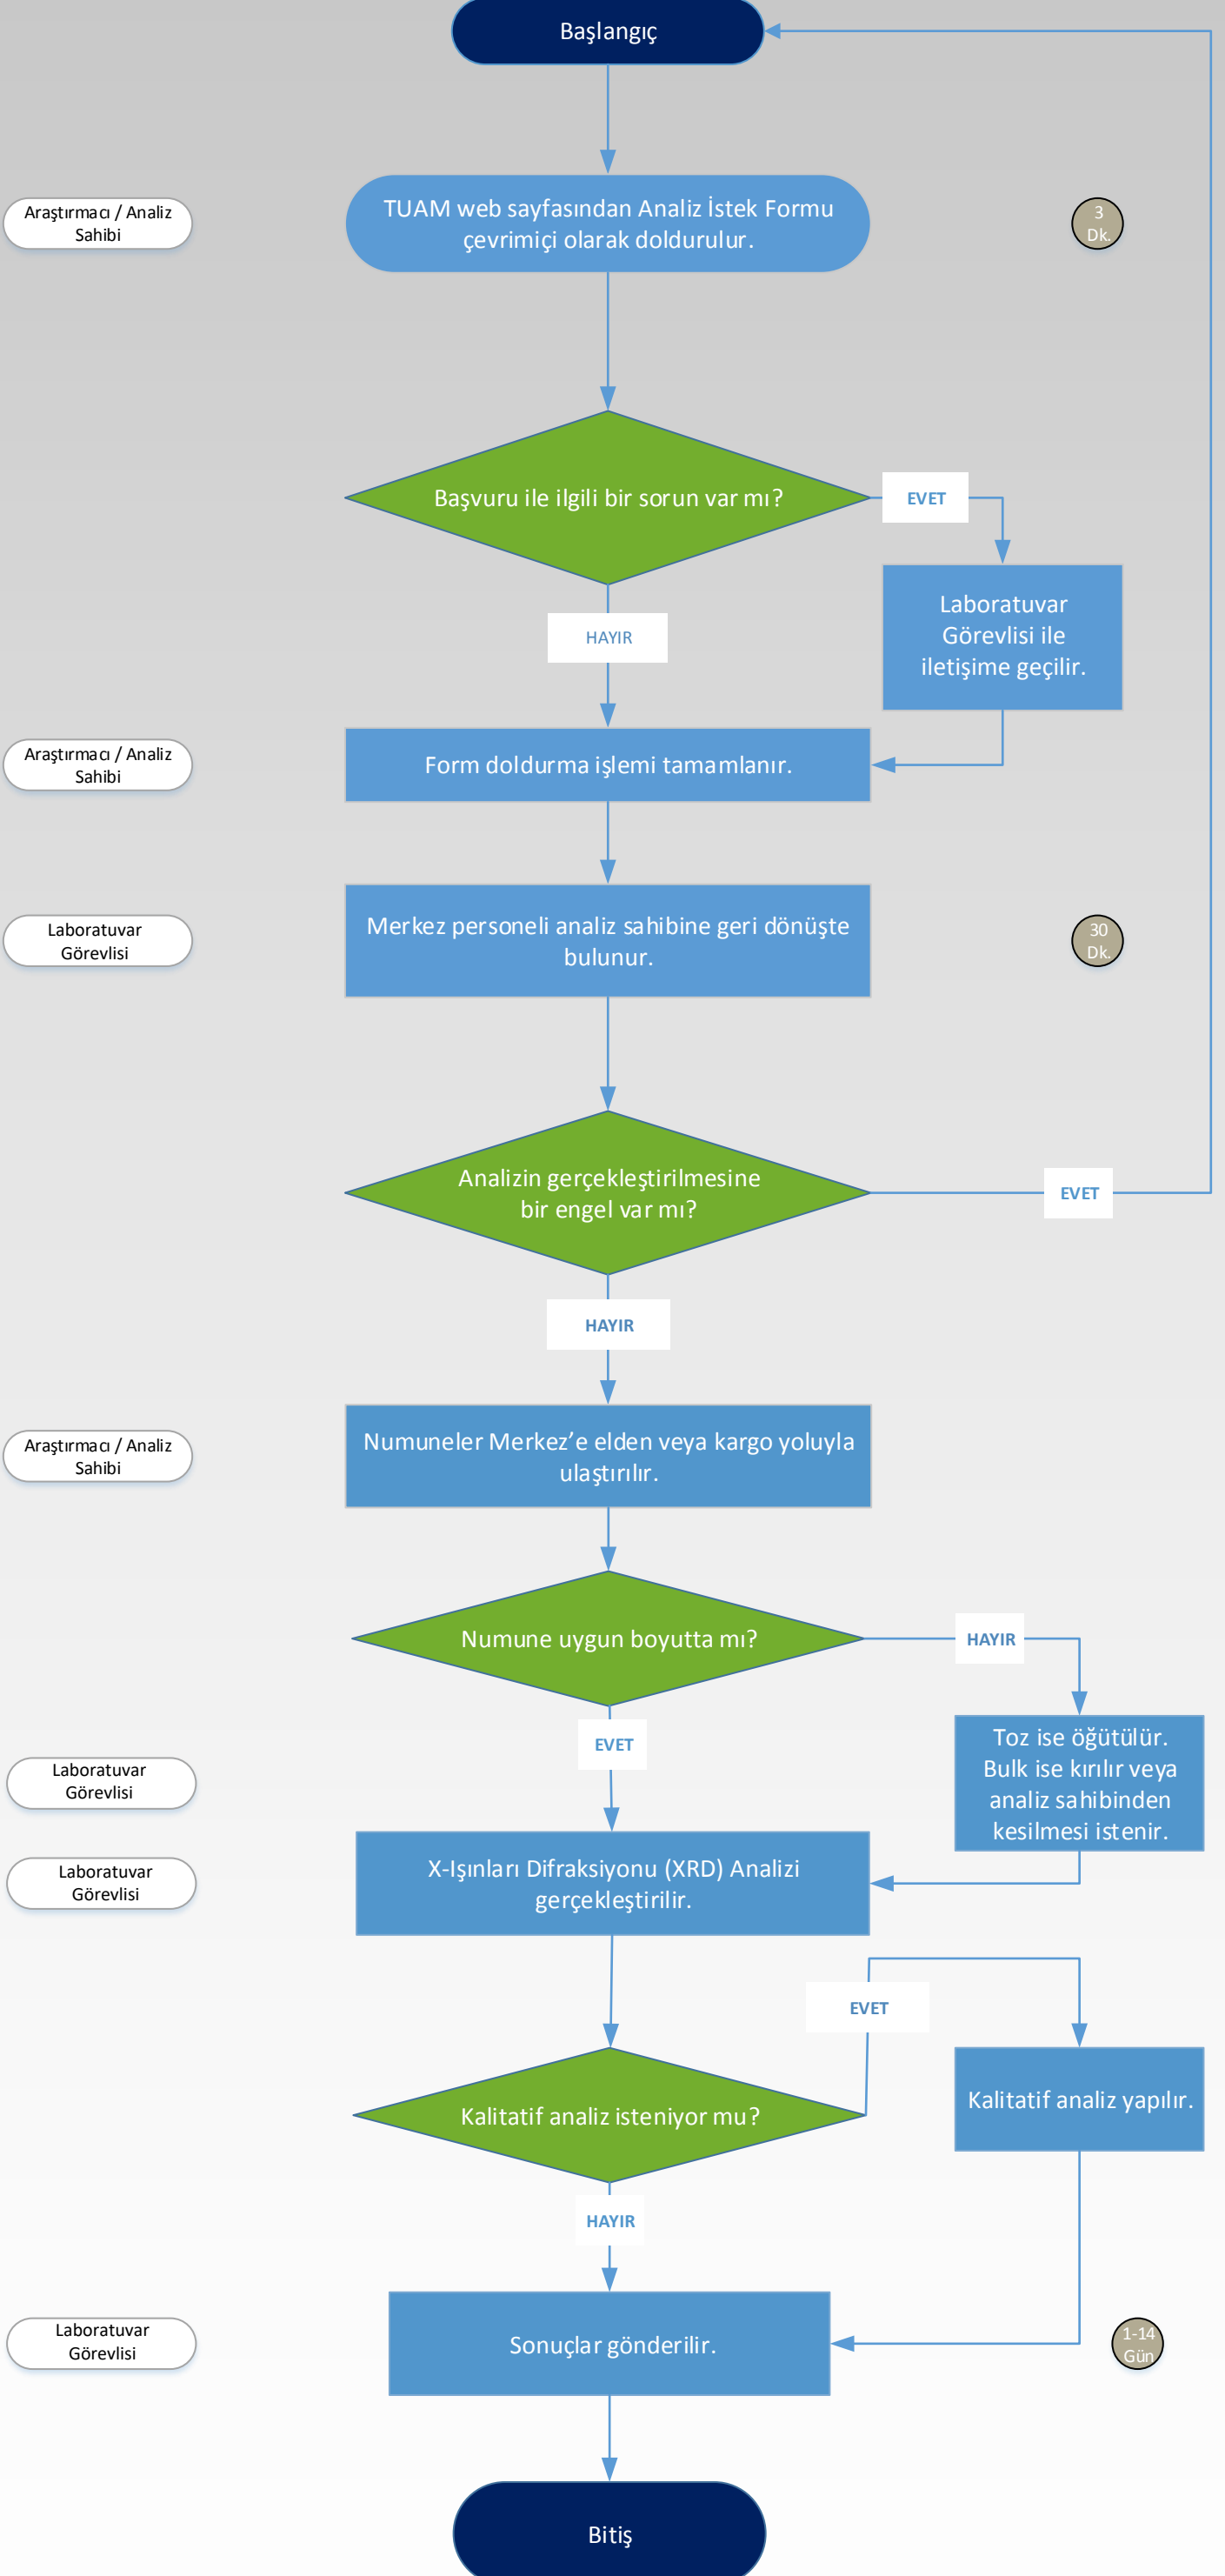 Başlangıç
Araştırmacı / Analiz
Sahibi
TUAM web sayfasından Analiz İstek Formu
çevrimiçi olarak doldurulur.
3
Dk.
Başvuru ile ilgili bir sorun var mı?
EVET
Laboratuvar
Görevlisi ile
iletişime geçilir.
HAYIR
Araştırmacı / Analiz
Sahibi
Form doldurma işlemi tamamlanır.
Laboratuvar
Görevlisi
Merkez personeli analiz sahibine geri dönüşte
bulunur.
30
Dk.
Analizin gerçekleştirilmesine
bir engel var mı?
EVET
HAYIR
Araştırmacı / Analiz
Sahibi
Numuneler Merkez’e elden veya kargo yoluyla
ulaştırılır.
Numune uygun boyutta mı?
HAYIR
EVET
Toz ise öğütülür.
Bulk ise kırılır veya
analiz sahibinden
kesilmesi istenir.
Laboratuvar
Görevlisi
Laboratuvar
Görevlisi
X-Işınları Difraksiyonu (XRD) Analizi
gerçekleştirilir.
EVET
Kalitatif analiz isteniyor mu?
Kalitatif analiz yapılır.
HAYIR
Laboratuvar
Görevlisi
Sonuçlar gönderilir.
1-14
Gün
Bitiş